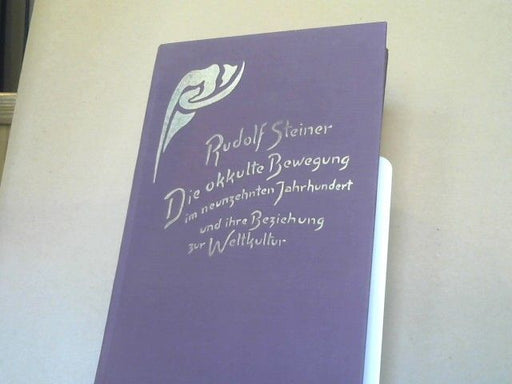 Rudolf Steiner
Die okkulte Bewegung
im neunzehnten Jahrhundert
und ihre Beziehung
zur Weltkultur